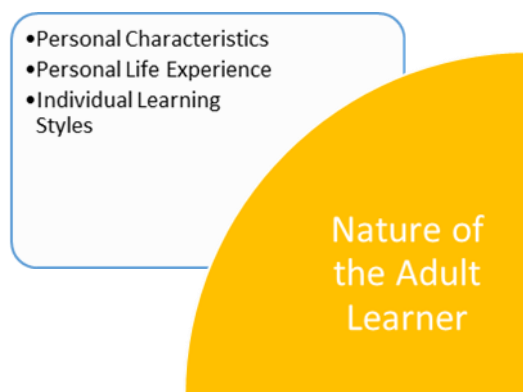 •Personal Characteristics
•Personal Life Experience
•Individual Learning
Styles
Nature of
the Adult
Learner